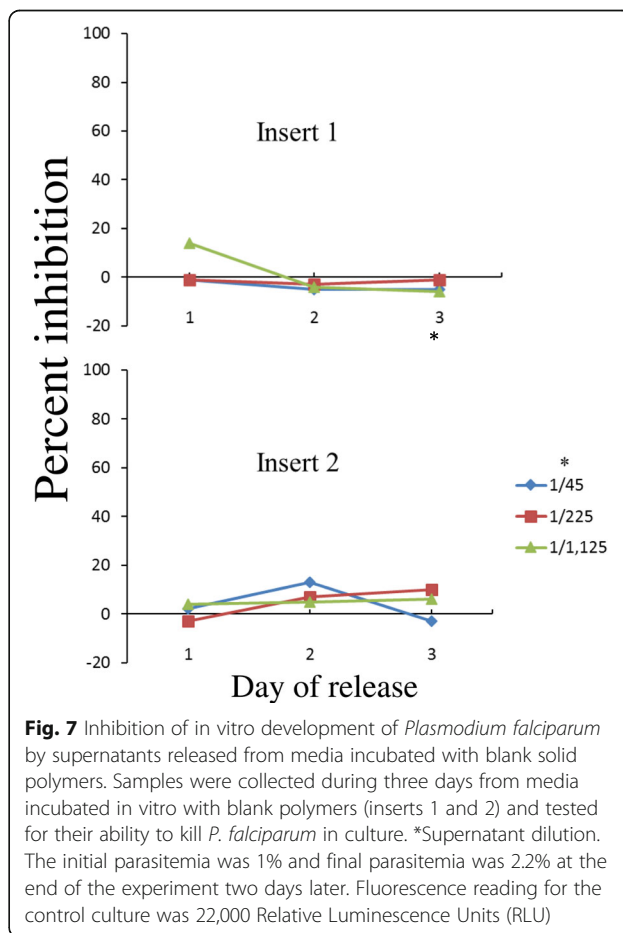 100
80
60
40
20
0
-20
Insert 1
1 2 3
*
Percent inhibition
100
80
60
40
20
0
-20
Insert 2
1 2 3
*
1/45
1/225
1/1,125
Day of release
Fig. 7 Inhibition of in vitro development of Plasmodium falciparum
by supernatants released from media incubated with blank solid
polymers. Samples were collected during three days from media
incubated in vitro with blank polymers (inserts 1 and 2) and tested
for their ability to kill P. falciparum in culture. *Supernatant dilution.
The initial parasitemia was 1% and final parasitemia was 2.2% at the
end of the experiment two days later. Fluorescence reading for the
control culture was 22,000 Relative Luminescence Units (RLU)